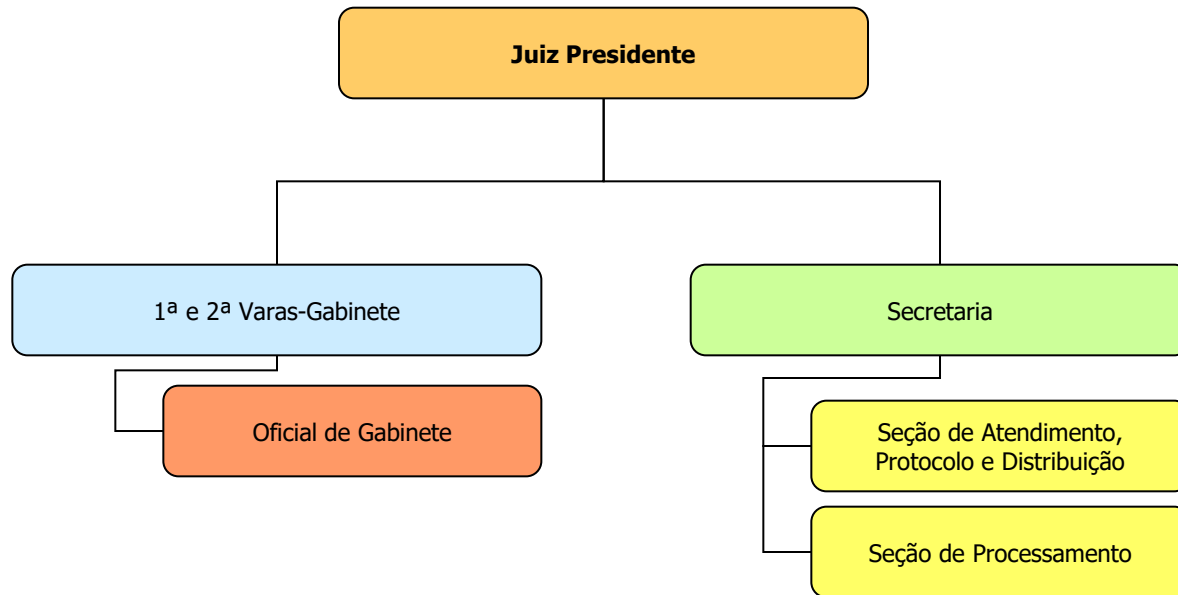 Juiz Presidente
1ª e 2ª Varas-Gabinete
Secretaria
Oficial de Gabinete
Seção de Atendimento,
Protocolo e Distribuição
Seção de Processamento